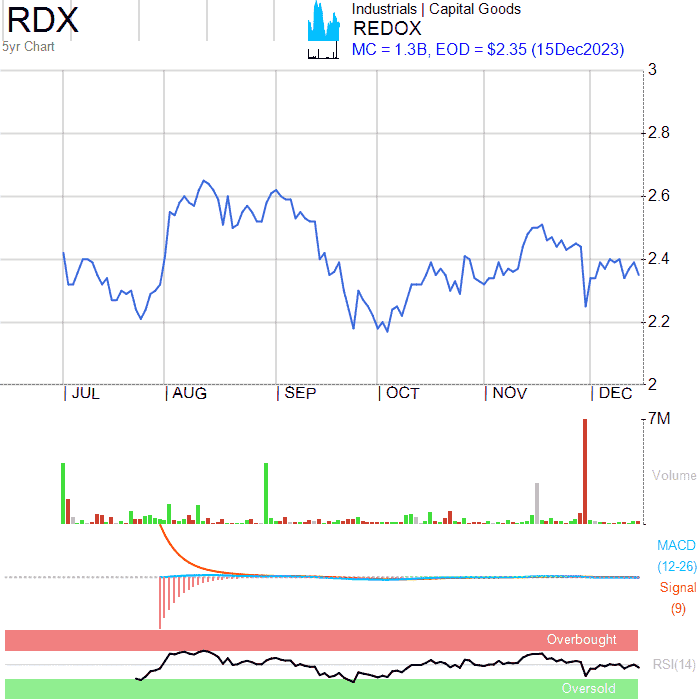 RDX
5yr Chart
Industrials | Capital Goods
REDOX
MC = 1.3B, EOD = $2.35 (15Dec2023)
3
2.8
2.6
2.4
2.2
2
JUL AUG SEP OCT NOV DEC
7M
Volume
MACD
(12-26)
Signal
(9)
Overbought
RSI(14)
Oversold